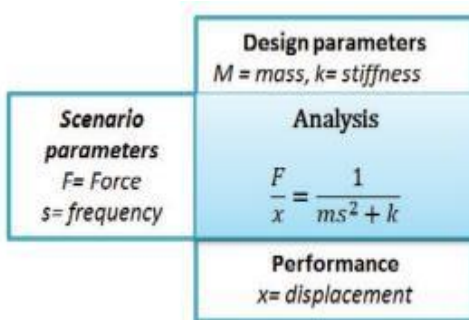 Design parameters
M = mass, k= stiffness
Scenario
parameters
F= Force
s= frequency
Analysis
F/x = 1/(ms² + k)
Performance
x= displacement